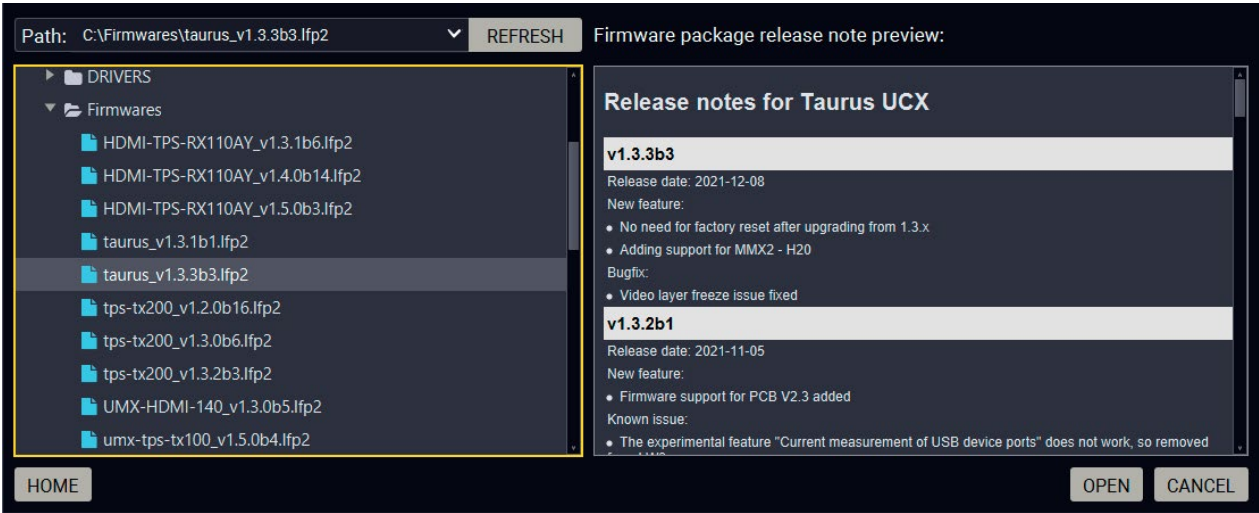 Path: C:\Firmwares\taurus_v1.3.3b3.lfp2 REFRESH
DRIVERS
Firmwares
HDMI-TPS-RX110AY_v1.3.1b6.lfp2
HDMI-TPS-RX110AY_v1.4.0b14.lfp2
HDMI-TPS-RX110AY_v1.5.0b3.lfp2
taurus_v1.3.1b1.lfp2
taurus_v1.3.3b3.lfp2
tps-tx200_v1.2.0b16.lfp2
tps-tx200_v1.3.0b6.lfp2
tps-tx200_v1.3.2b3.lfp2
UMX-HDMI-140_v1.3.0b5.lfp2
umx-tps-tx100_v1.5.0b4.lfp2
HOME
Firmware package release note preview:
Release notes for Taurus UCX
v1.3.3b3
Release date: 2021-12-08
New feature:
• No need for factory reset after upgrading from 1.3.x
• Adding support for MMX2 - H20
Bugfix:
• Video layer freeze issue fixed
v1.3.2b1
Release date: 2021-11-05
New feature:
• Firmware support for PCB V2.3 added
Known issue:
• The experimental feature "Current measurement of USB device ports" does not work, so removed
OPEN CANCEL